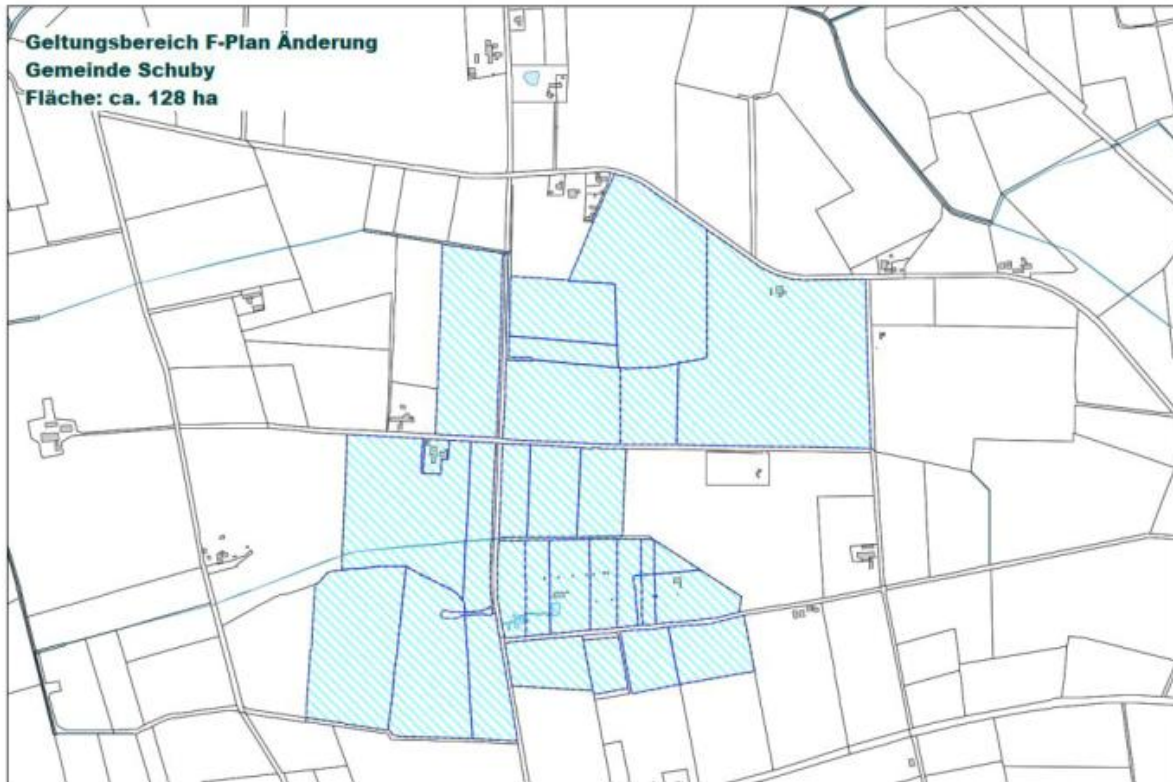 Geltungsbereich F-Plan Änderung
Gemeinde Schuby
Fläche: ca. 128 ha